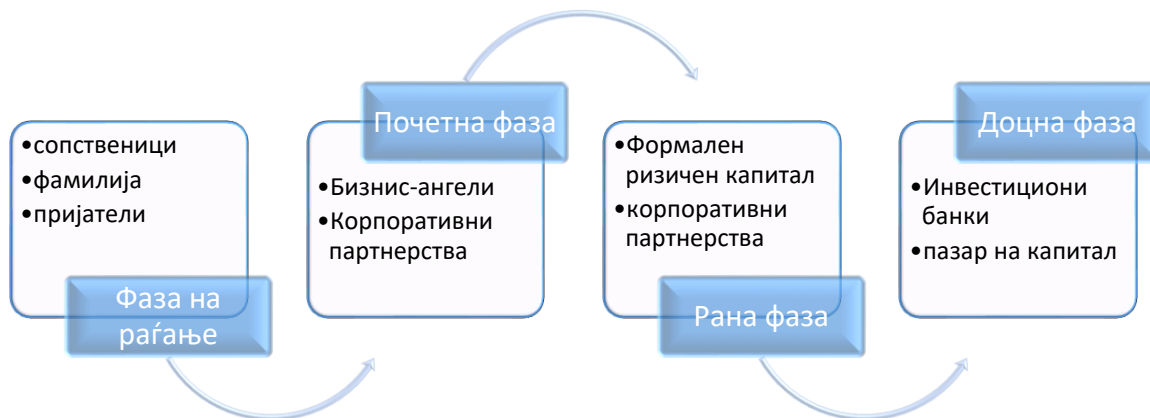 •сопственици
•фамилија
•пријатели
Фаза на
раѓање
Почетна фаза
•Бизнис-ангели
•Корпоративни
партнерства
•Формален
ризичен капитал
•корпоративни
партнерства
Рана фаза
Доцна фаза
•Инвестициони
банки
•пазар на капитал